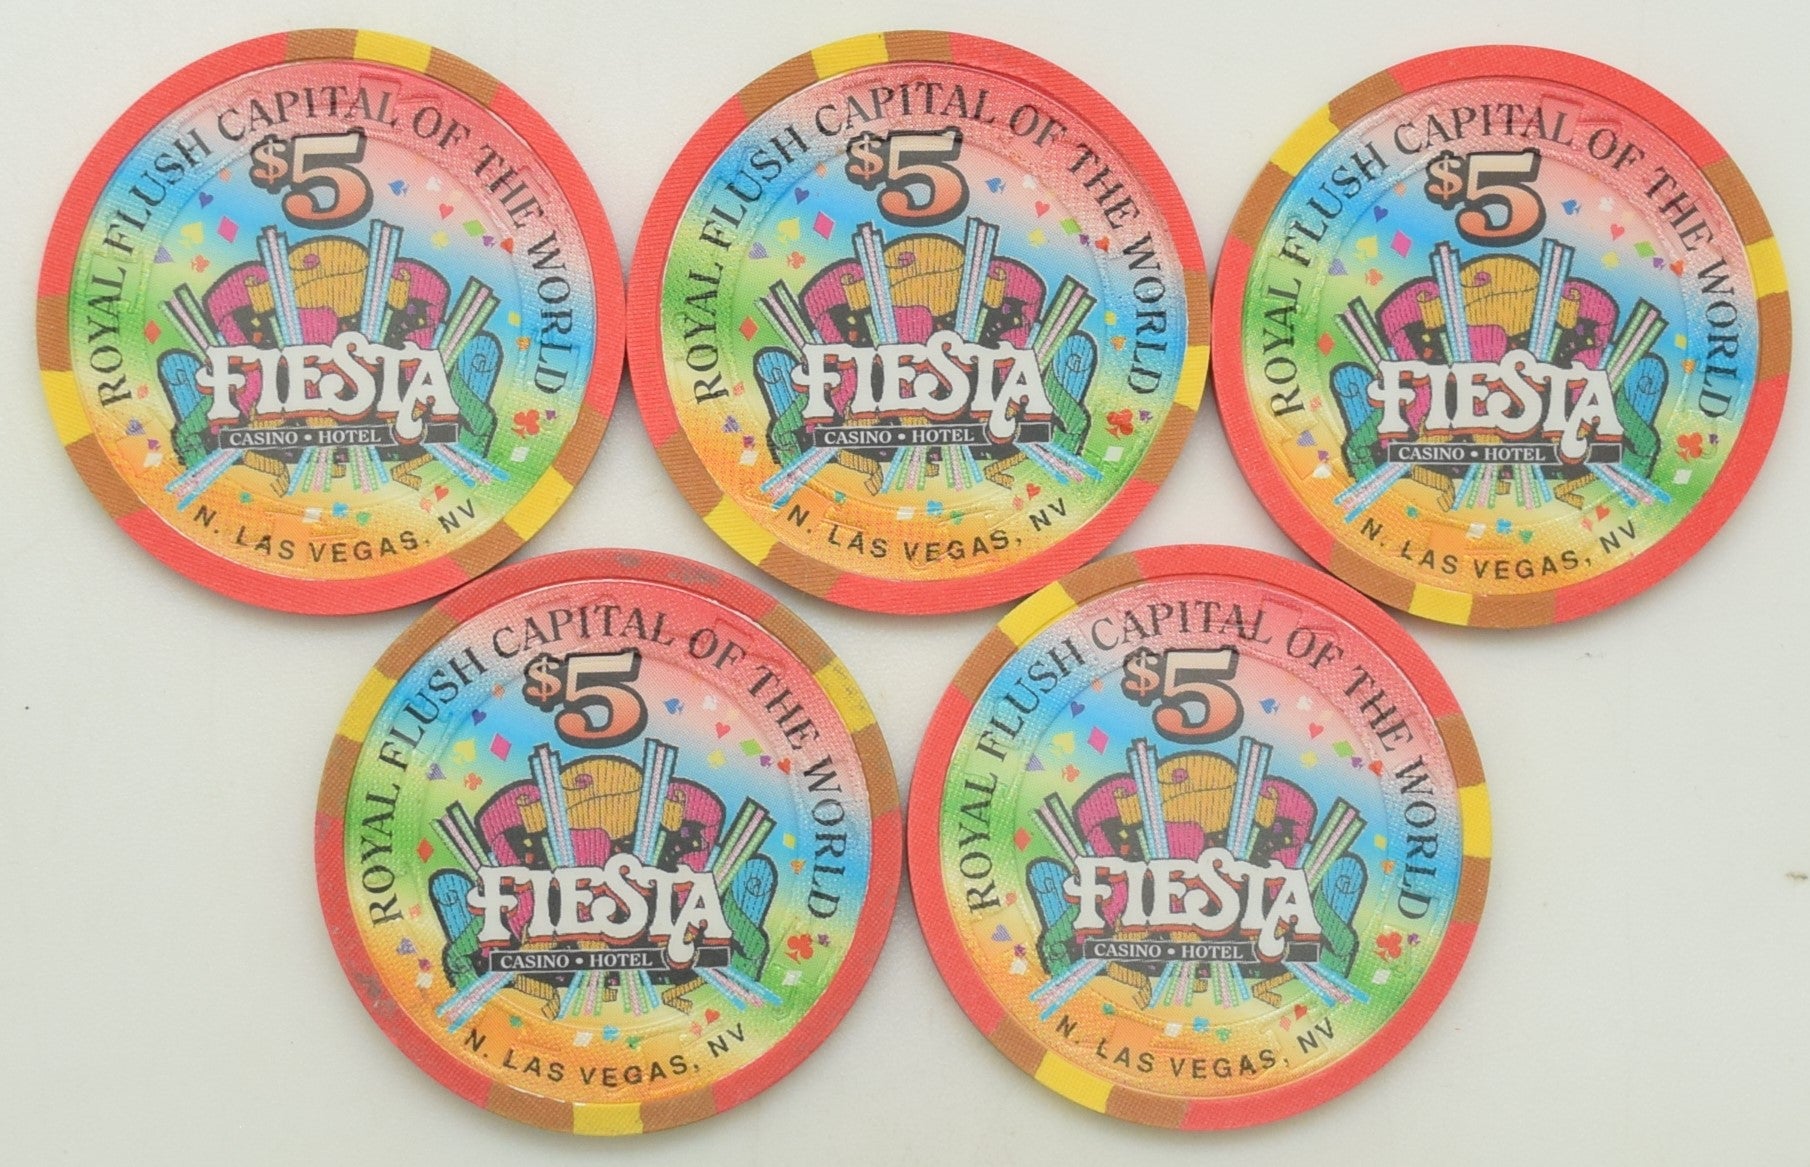 ROYAL FLUSH CAPITAL OF THE WORLD
$5
FIESTA
CASINO • HOTEL
N. LAS VEGAS, NV
ROYAL FLUSH CAPITAL OF THE WORLD
$5
FIESTA
CASINO • HOTEL
N. LAS VEGAS, NV
ROYAL FLUSH CAPITAL OF THE WORLD
$5
FIESTA
CASINO • HOTEL
N. LAS VEGAS, NV
ROYAL FLUSH CAPITAL OF THE WORLD
$5
FIESTA
CASINO • HOTEL
N. LAS VEGAS, NV
ROYAL FLUSH CAPITAL OF THE WORLD
$5
FIESTA
CASINO • HOTEL
N. LAS VEGAS, NV